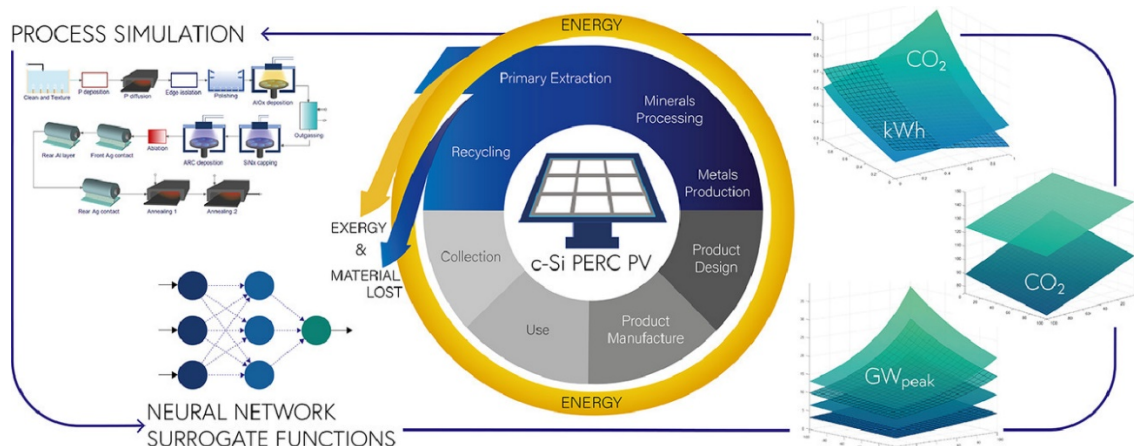 PROCESS SIMULATION
Clean and Texture
P deposition
P diffusion
Edge isolation
Polishing
AlOx deposition
Outgassing
Rear Al layer
Front Ag contact
Ablation
ARC deposition
SiNx capping
Rear Ag contact
Annealing 1
Annealing 2
ENERGY
Primary Extraction
Minerals
Processing
Recycling
Metals
Production
EXERGY
&
MATERIAL
LOST
c-Si PERC PV
Collection
Product
Design
Use
Product
Manufacture
ENERGY
NEURAL NETWORK
SURROGATE FUNCTIONS
CO2
kWh
CO2
GWpeak